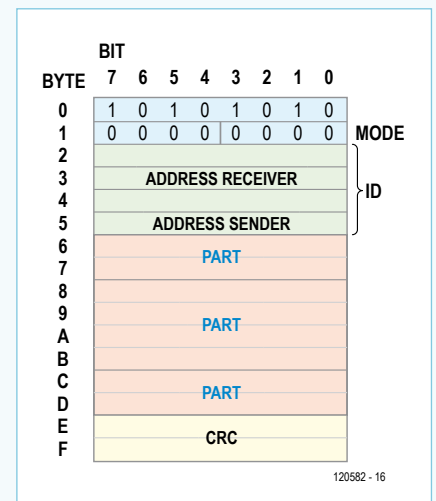 BIT
BYTE 7 6 5 4 3 2 1 0
0 1 0 1 0 1 0 1 0
1 0 0 0 0 0 0 0 0 MODE
2
3 ADDRESS RECEIVER ID
4
5 ADDRESS SENDER
6
PART
7
8
9
PART
A
B
C
PART
D
E
CRC
F
120582 - 16